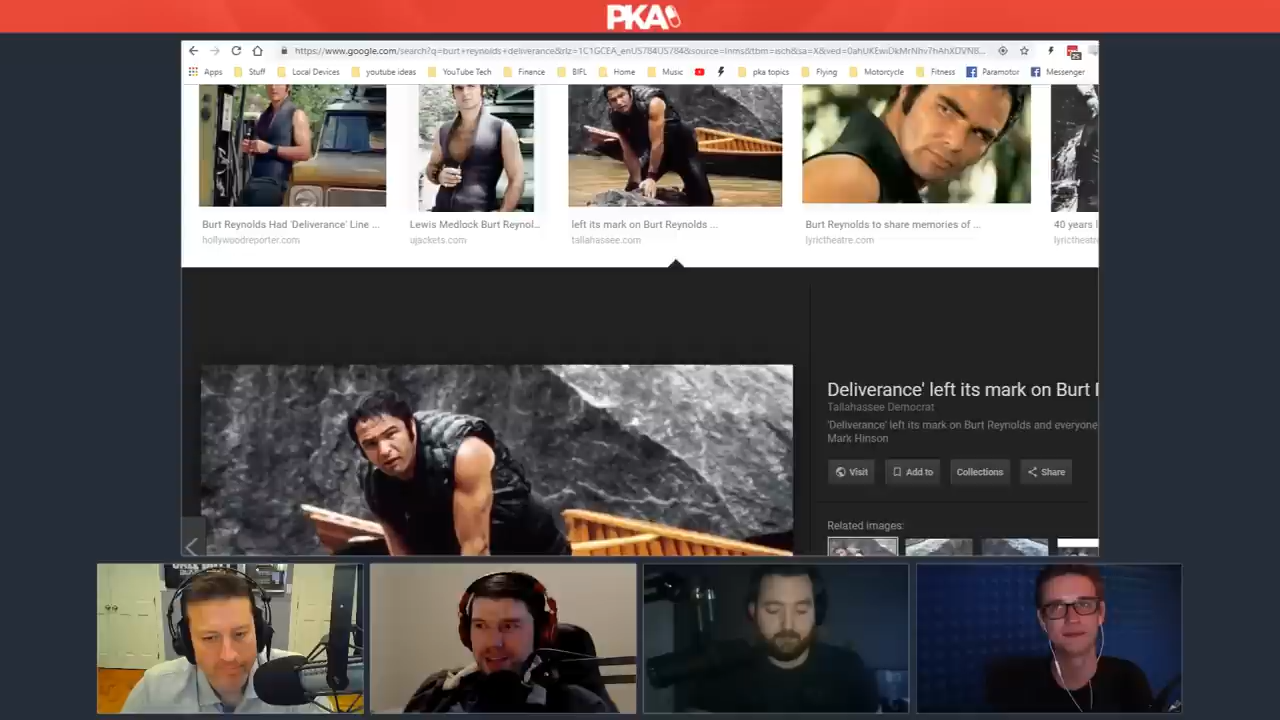 PKA
https://www.google.com/search?q=burt+reynolds+deliverance&rlz=1C1GCEA_enUS784US784&source=lnms&tbm=isch&sa=X&ved=
Apps Stuff Local Devices youtube ideas YouTube Tech Finance BIFL Home Music pka topics Flying Motorcycle Fitness Paramotor Messenger
Burt Reynolds Had 'Deliverance' Line ...
hollywoodreporter.com
Lewis Medlock Burt Reynol...
ujackets.com
left its mark on Burt Reynolds ...
tallahassee.com
Burt Reynolds to share memories of ...
lyrictheatre.com
40 years
lyrictheatr
Deliverance' left its mark on Burt
Tallahassee Democrat
'Deliverance' left its mark on Burt Reynolds and everyone
Mark Hinson
Visit Add to Collections Share
Related images: